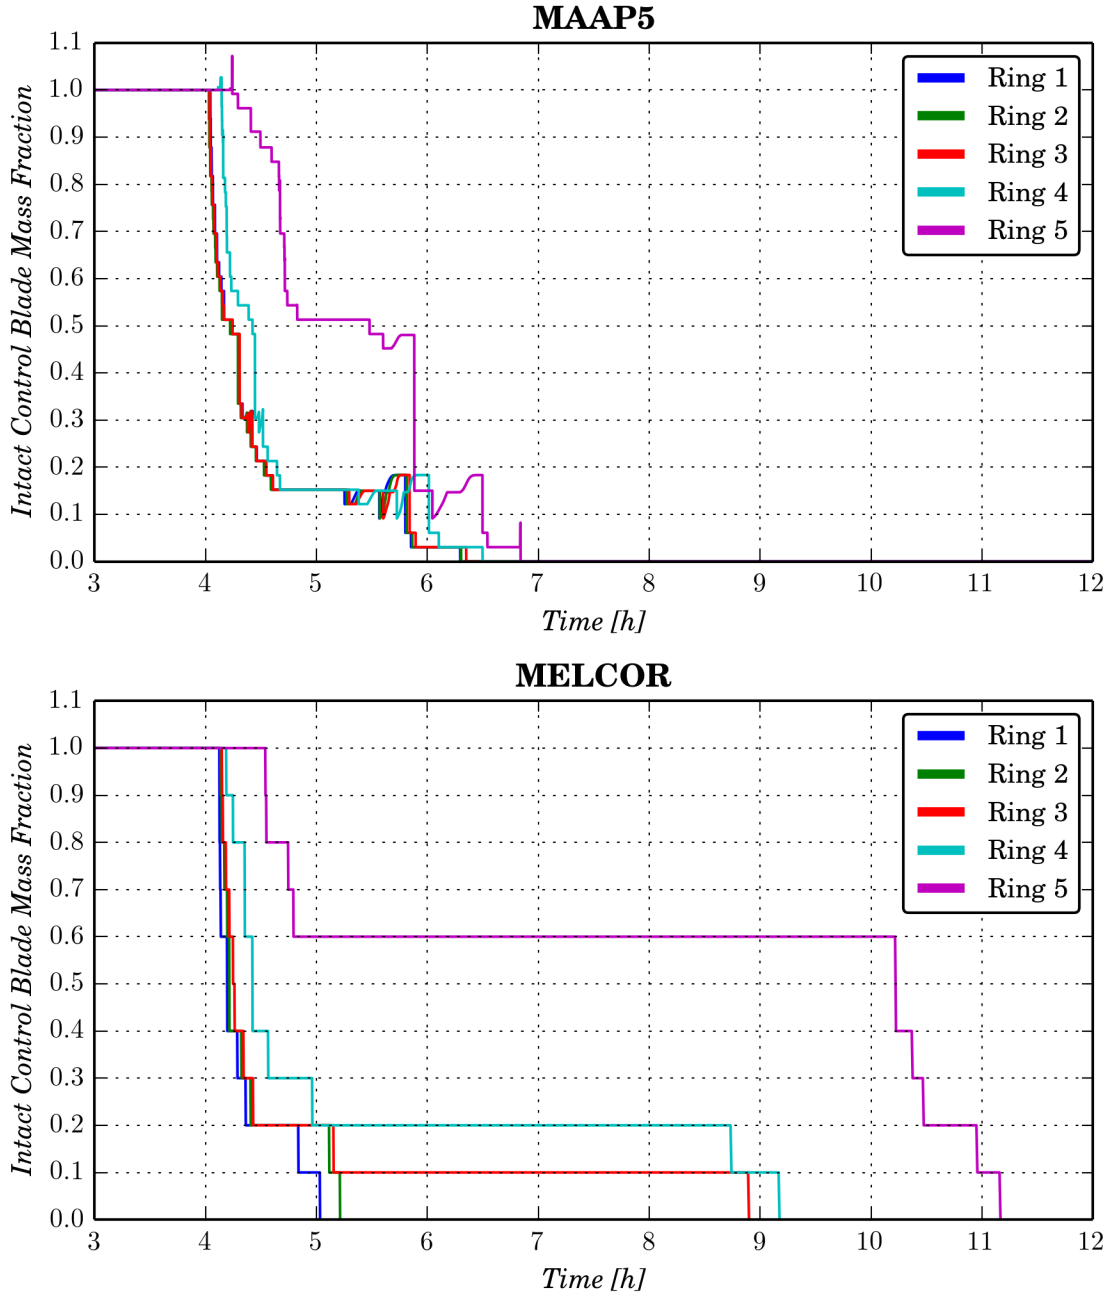 MAAP5
1.1
1.0
0.9
0.8
0.7
0.6
0.5
0.4
0.3
0.2
0.1
0.0
Intact Control Blade Mass Fraction
Ring 1
Ring 2
Ring 3
Ring 4
Ring 5
3 4 5 6 7 8 9 10 11 12
Time [h]
MELCOR
1.1
1.0
0.9
0.8
0.7
0.6
0.5
0.4
0.3
0.2
0.1
0.0
Intact Control Blade Mass Fraction
Ring 1
Ring 2
Ring 3
Ring 4
Ring 5
3 4 5 6 7 8 9 10 11 12
Time [h]